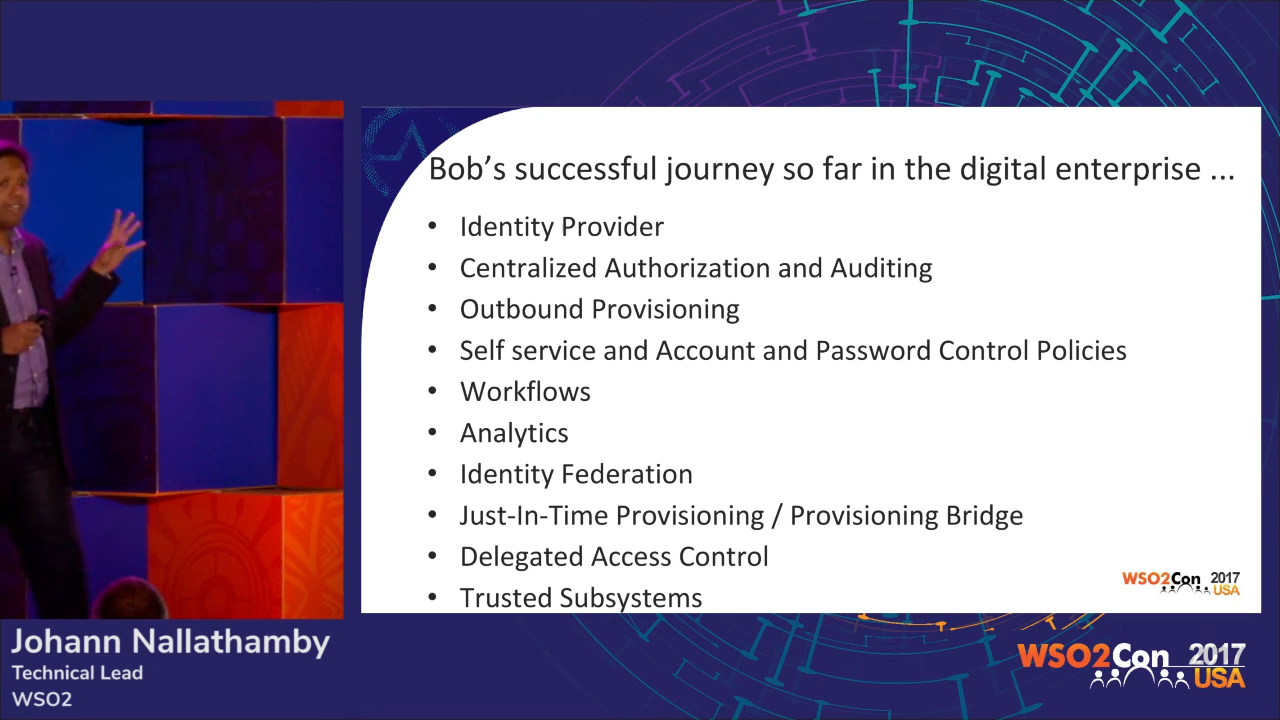 Bob’s successful journey so far in the digital enterprise ...
• Identity Provider
• Centralized Authorization and Auditing
• Outbound Provisioning
• Self service and Account and Password Control Policies
• Workflows
• Analytics
• Identity Federation
• Just-In-Time Provisioning / Provisioning Bridge
• Delegated Access Control
• Trusted Subsystems
WSO2Con 2017
USA
Johann Nallathamby
Technical Lead
WSO2
WSO2Con 2017
USA